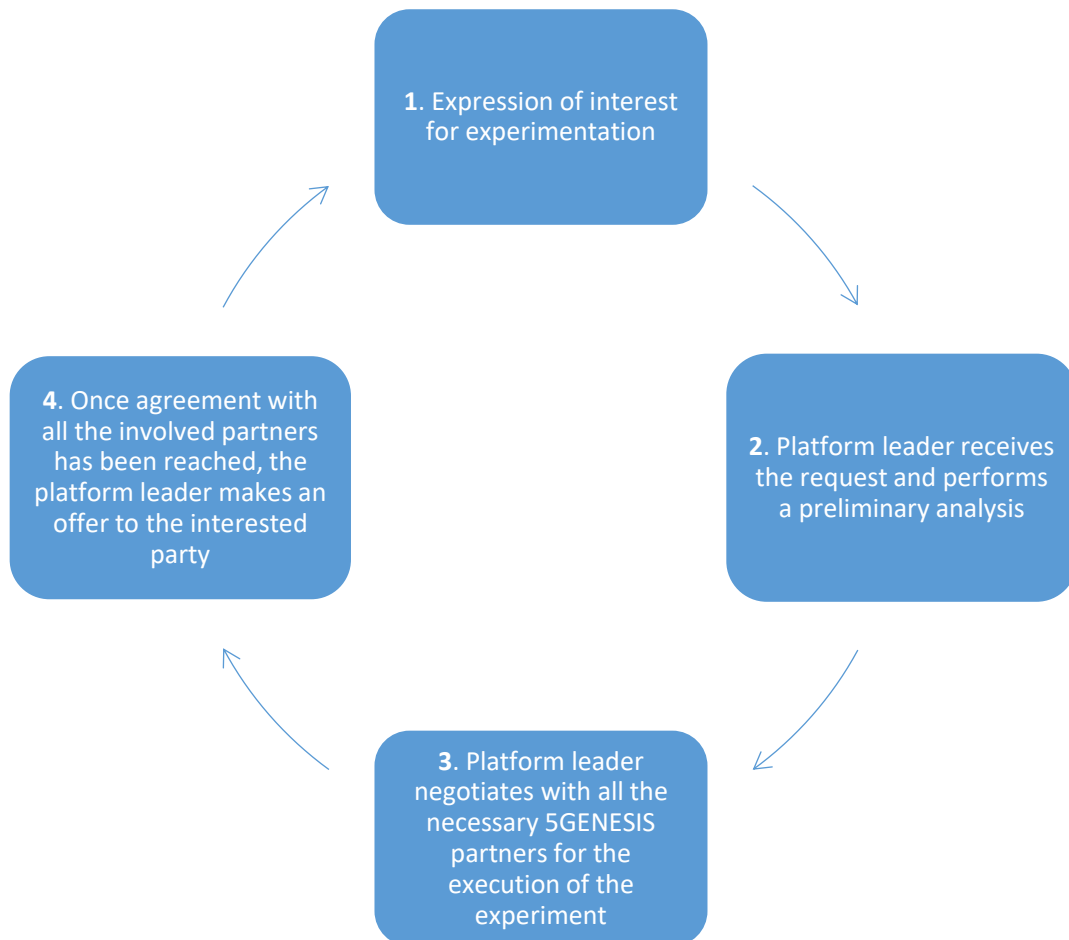 1. Expression of interest
for experimentation
2. Platform leader receives
the request and performs
a preliminary analysis
3. Platform leader
negotiates with all the
necessary 5GENESIS
partners for the
execution of the
experiment
4. Once agreement with
all the involved partners
has been reached, the
platform leader makes an
offer to the interested
party